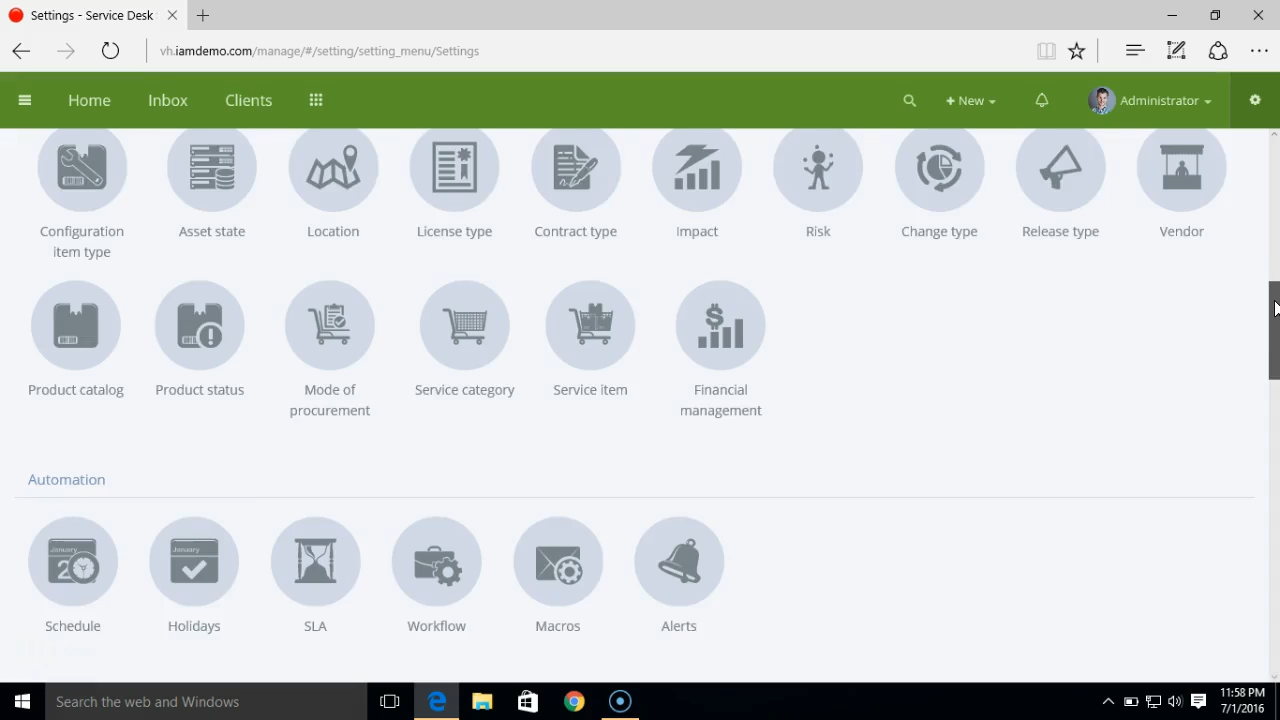 Settings - Service Desk
vh.iamdemo.com/manage/#/setting/setting_menu/Settings
Home Inbox Clients New Administrator
Configuration Asset state Location License type Contract type Impact Risk Change type Release type Vendor
item type
Product catalog Product status Mode of Service category Service item Financial
procurement management
Automation
January January
2
Schedule Holidays SLA Workflow Macros Alerts
Search the web and Windows
11:58 PM
7/1/2016